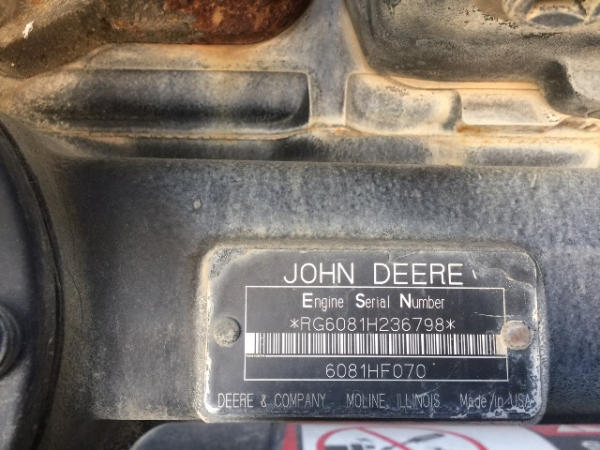 JOHN DEERE
Engine Serial Number
*RG6081H236798*
6081HF070
DEERE & COMPANY MOLINE, ILLINOIS Made in USA